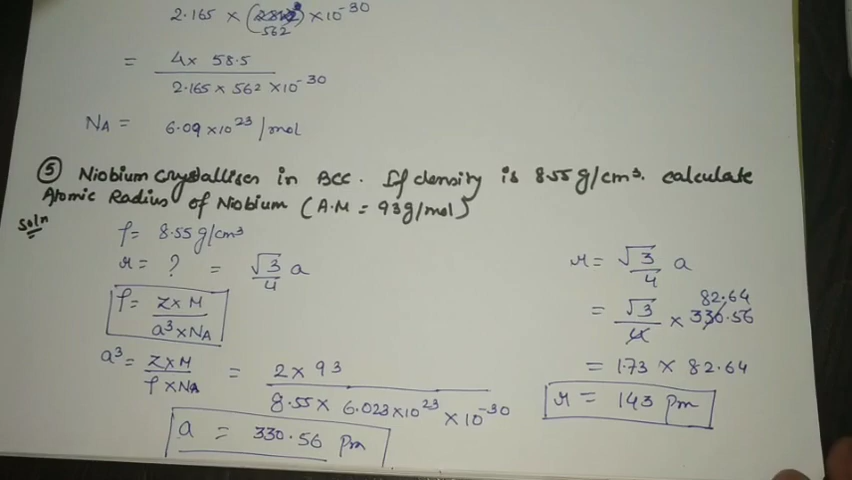 2.165 × (562) × 10⁻³⁰
= 4 × 58.5
2.165 × 562 × 10⁻³⁰
NA = 6.09 × 10²³ / mol
⑤ Niobium crystallises in BCC. If density is 8.55 g/cm³. calculate
Atomic Radius of Niobium (A.M = 93 g/mol)
Soln
ρ = 8.55 g/cm³
r = ? = √3/4 a
ρ = Z × M / a³ × NA
a³ = Z × M / ρ × NA = 2 × 93 / 8.55 × 6.023 × 10²³ × 10⁻³⁰
a = 330.56 pm
r = √3/4 a
82.64
= √3/4 × 330.56
= 1.73 × 82.64
r = 143 pm